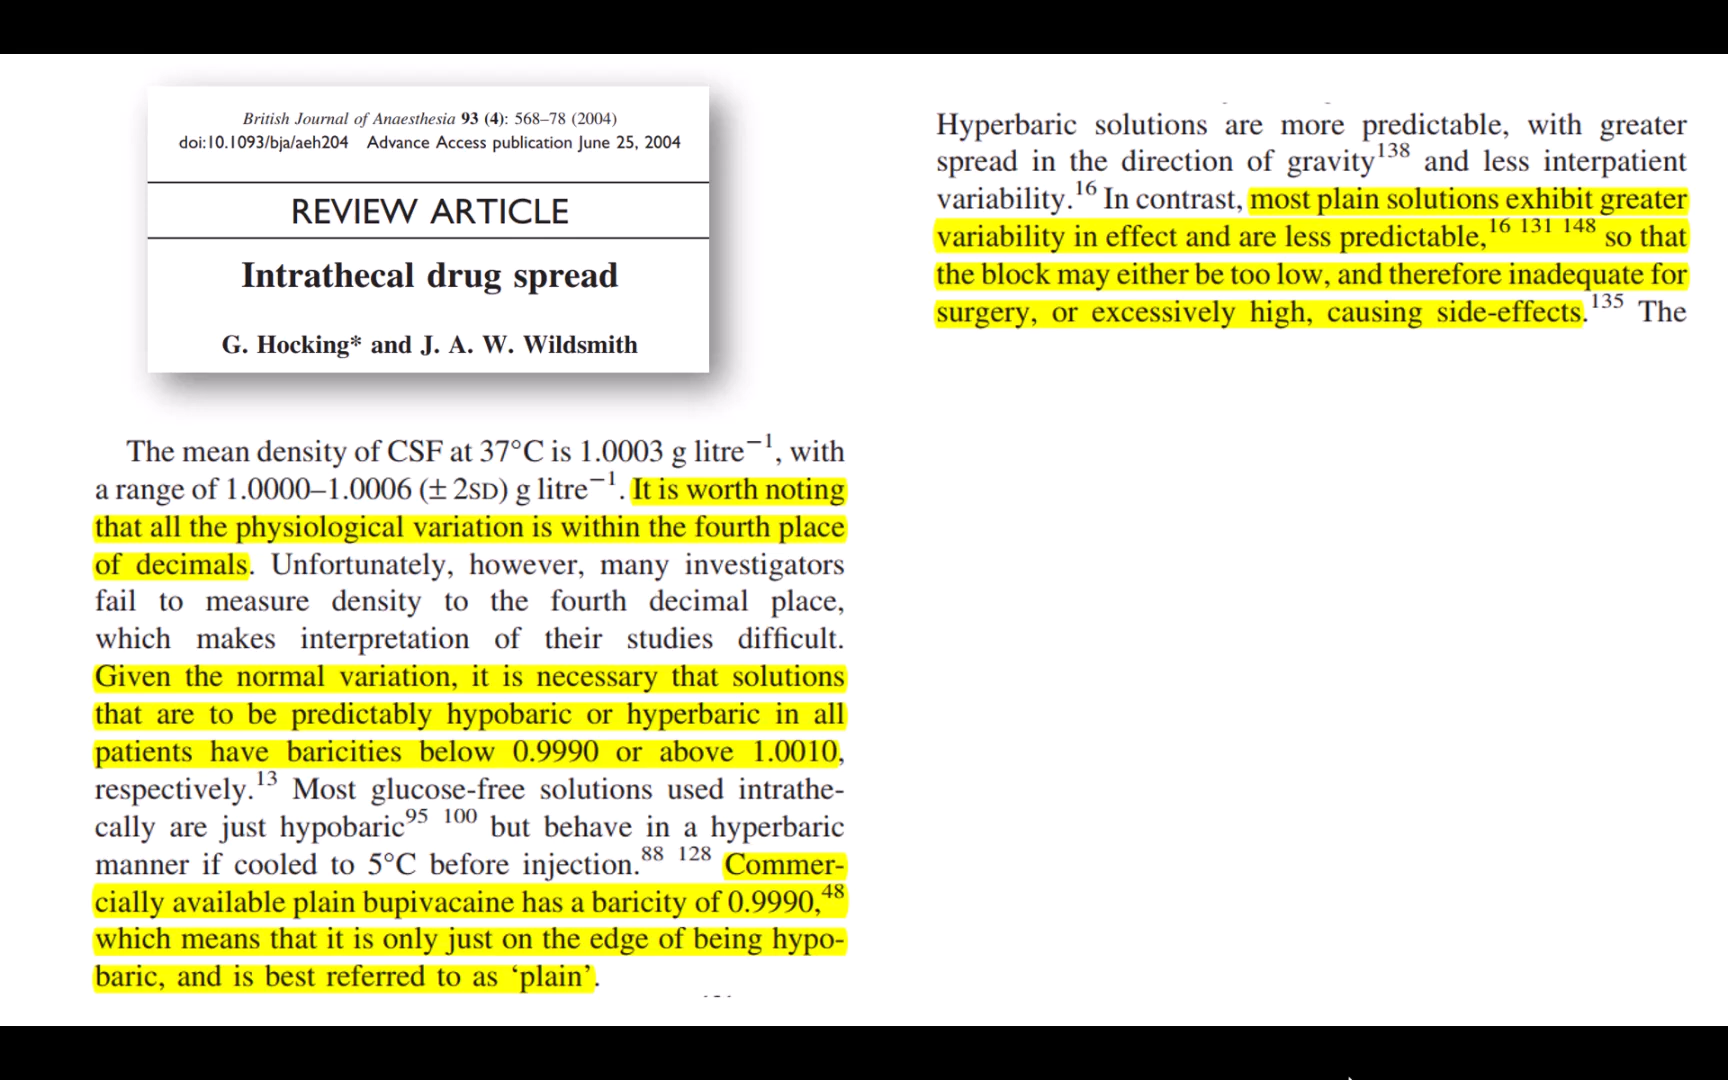 British Journal of Anaesthesia 93 (4): 568–78 (2004)
doi:10.1093/bja/aeh204 Advance Access publication June 25, 2004
REVIEW ARTICLE
Intrathecal drug spread
G. Hocking* and J. A. W. Wildsmith
The mean density of CSF at 37°C is 1.0003 g litre⁻¹, with
a range of 1.0000–1.0006 (± 2SD) g litre⁻¹. It is worth noting
that all the physiological variation is within the fourth place
of decimals. Unfortunately, however, many investigators
fail to measure density to the fourth decimal place,
which makes interpretation of their studies difficult.
Given the normal variation, it is necessary that solutions
that are to be predictably hypobaric or hyperbaric in all
patients have baricities below 0.9990 or above 1.0010,
respectively.¹³ Most glucose-free solutions used intrathe-
cally are just hypobaric⁹⁵ ¹⁰⁰ but behave in a hyperbaric
manner if cooled to 5°C before injection.⁸⁸ ¹²⁸ Commer-
cially available plain bupivacaine has a baricity of 0.9990,⁴⁸
which means that it is only just on the edge of being hypo-
baric, and is best referred to as ‘plain’.
Hyperbaric solutions are more predictable, with greater
spread in the direction of gravity¹³⁸ and less interpatient
variability.¹⁶ In contrast, most plain solutions exhibit greater
variability in effect and are less predictable,¹⁶ ¹³¹ ¹⁴⁸ so that
the block may either be too low, and therefore inadequate for
surgery, or excessively high, causing side-effects.¹³⁵ The